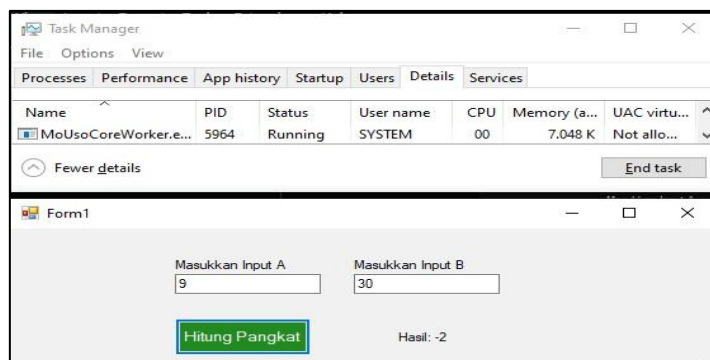 Task Manager
File Options View
Processes Performance App history Startup Users Details Services
Name PID Status User name CPU Memory (a... UAC virtu...
MoUsoCoreWorker.e... 5964 Running SYSTEM 00 7.048 K Not allo...
Fewer details End task
Form1
Masukkan Input A Masukkan Input B
9 30
Hitung Pangkat Hasil: -2